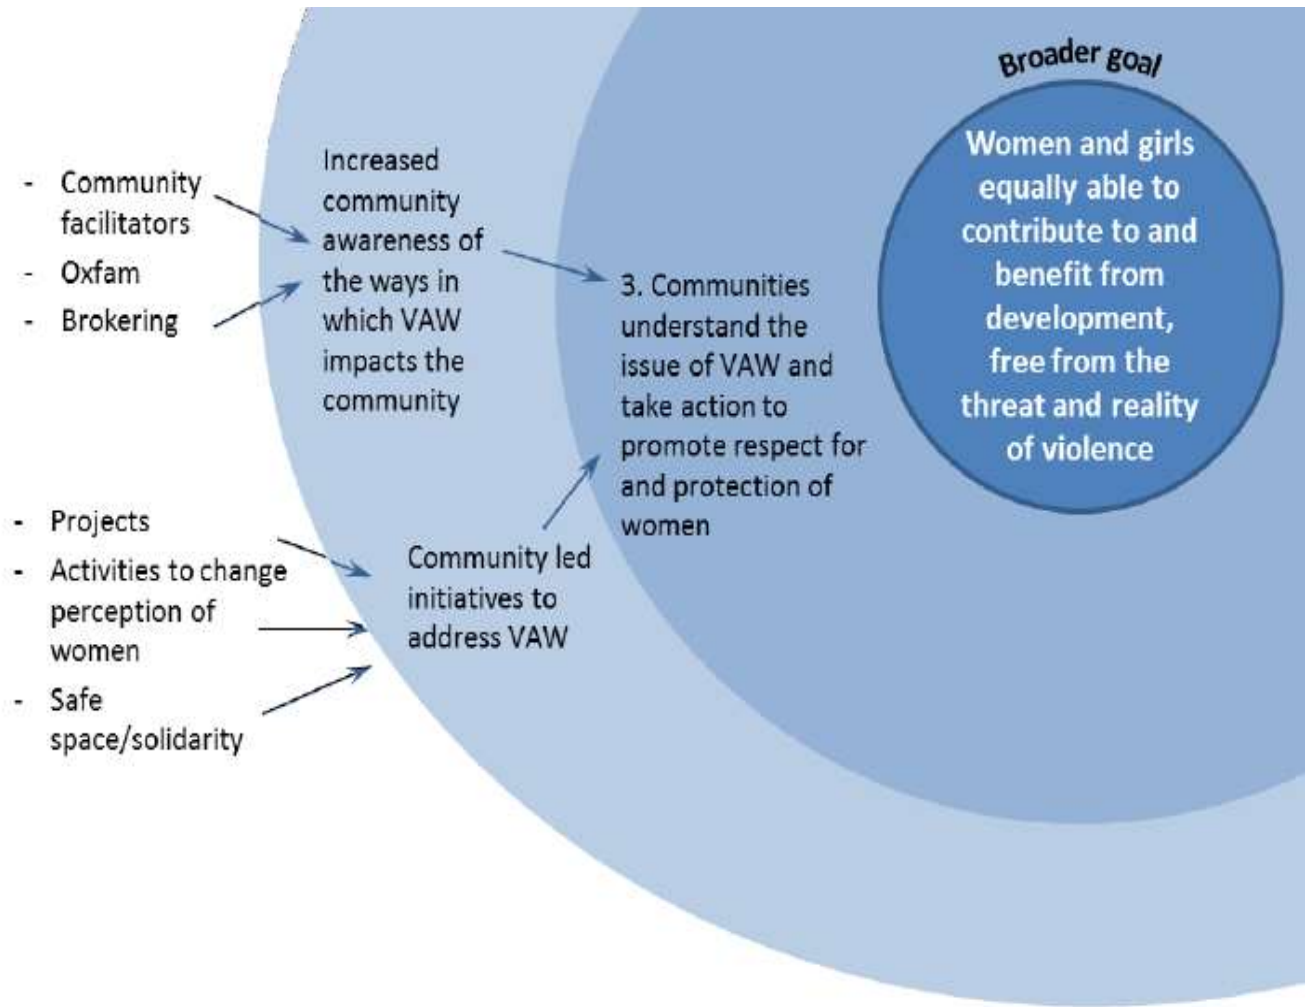 Broader goal
Women and girls
equally able to
contribute to and
benefit from
development,
free from the
threat and reality
of violence
- Community
facilitators
- Oxfam
- Brokering
Increased
community
awareness of
the ways in
which VAW
impacts the
community
3. Communities
understand the
issue of VAW and
take action to
promote respect for
and protection of
women
- Projects
- Activities to change
perception of
women
- Safe
space/solidarity
Community led
initiatives to
address VAW